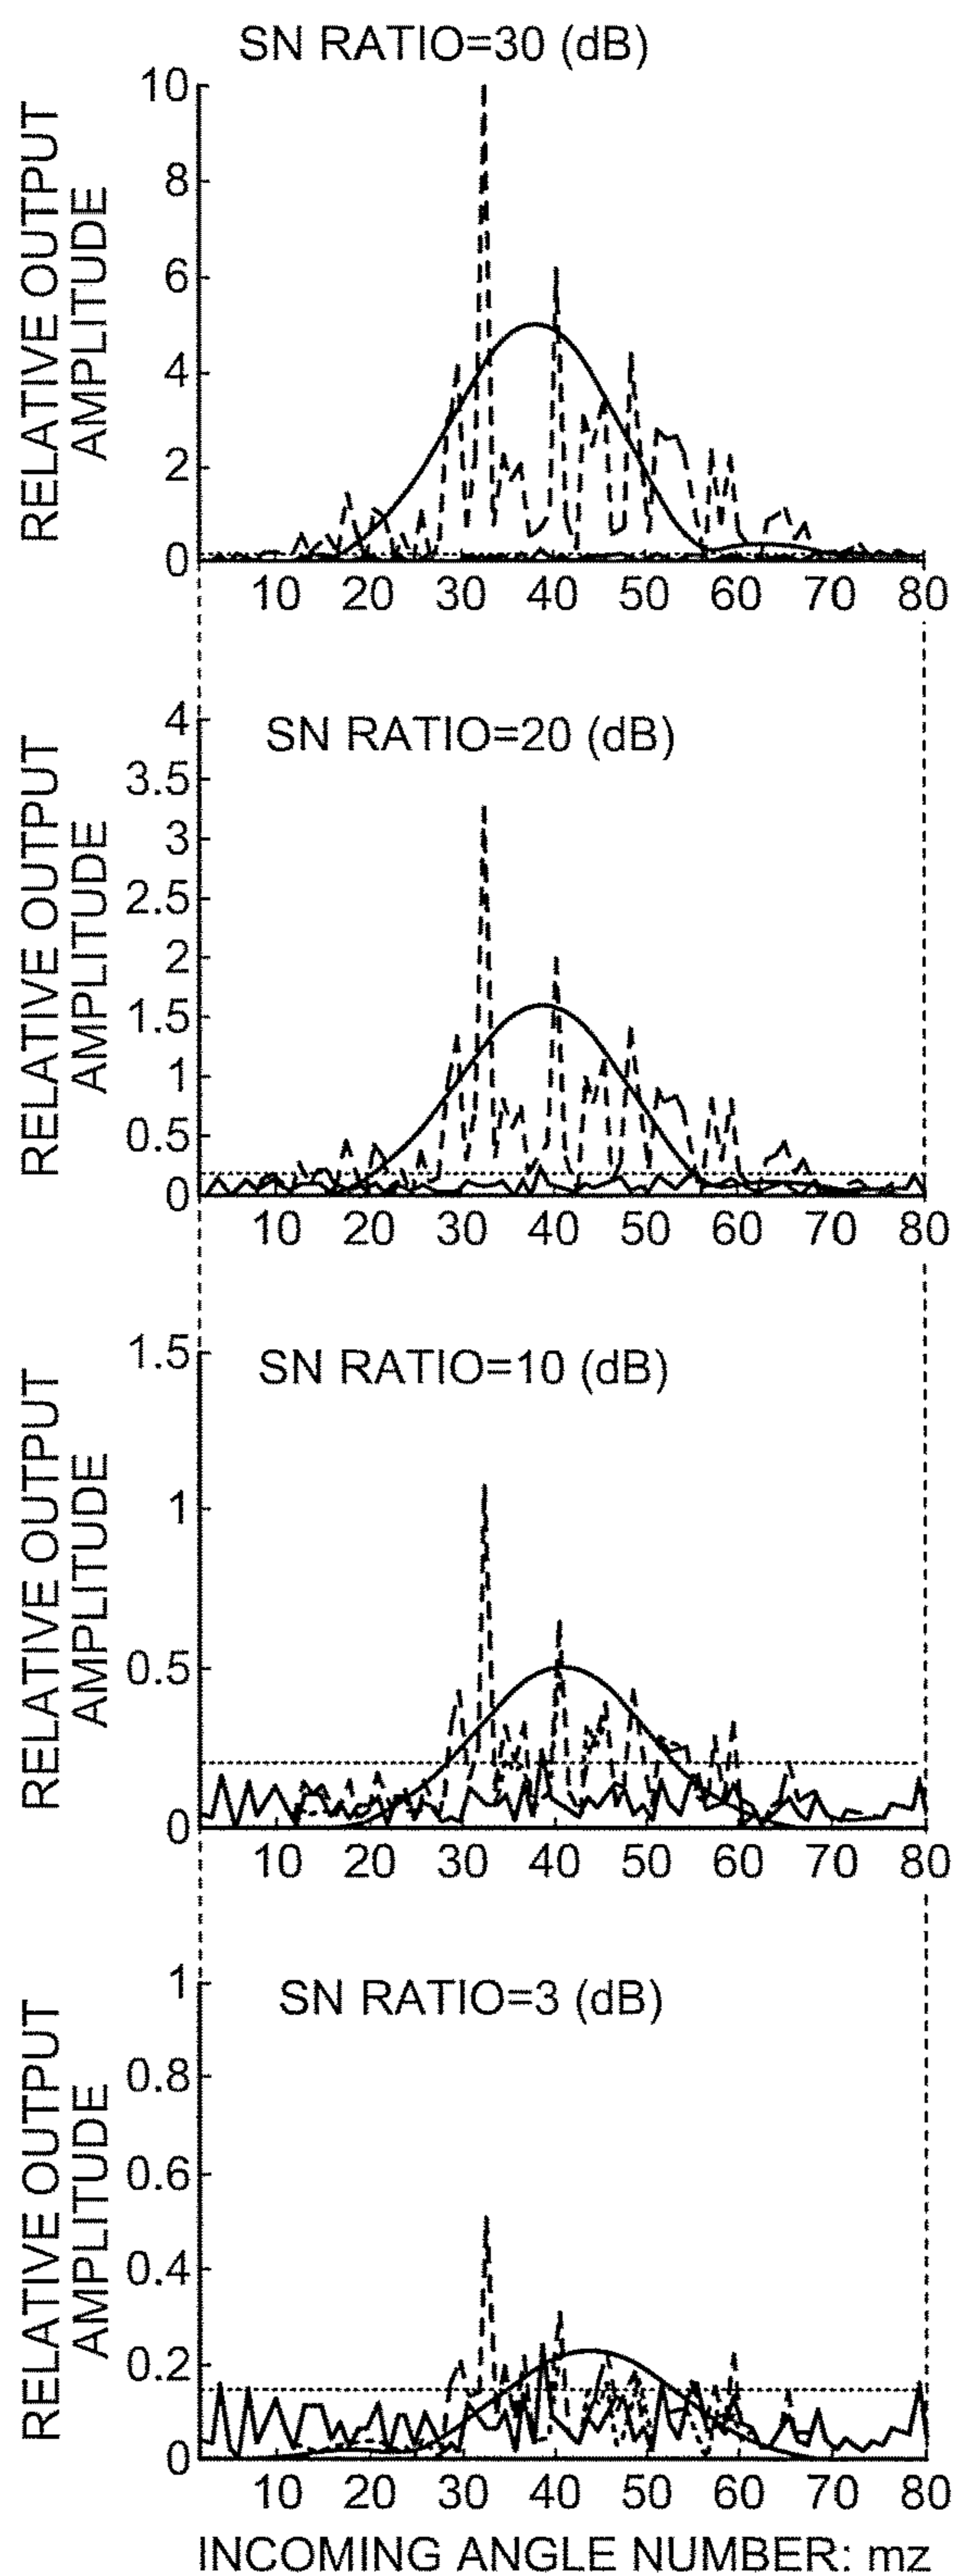 SN RATIO=30 (dB)
RELATIVE OUTPUT
AMPLITUDE
10
8
6
4
2
0
10 20 30 40 50 60 70 80
SN RATIO=20 (dB)
RELATIVE OUTPUT
AMPLITUDE
4
3.5
3
2.5
2
1.5
1
0.5
0
10 20 30 40 50 60 70 80
SN RATIO=10 (dB)
RELATIVE OUTPUT
AMPLITUDE
1.5
1
0.5
0
10 20 30 40 50 60 70 80
SN RATIO=3 (dB)
RELATIVE OUTPUT
AMPLITUDE
1
0.8
0.6
0.4
0.2
0
10 20 30 40 50 60 70 80
INCOMING ANGLE NUMBER: mz